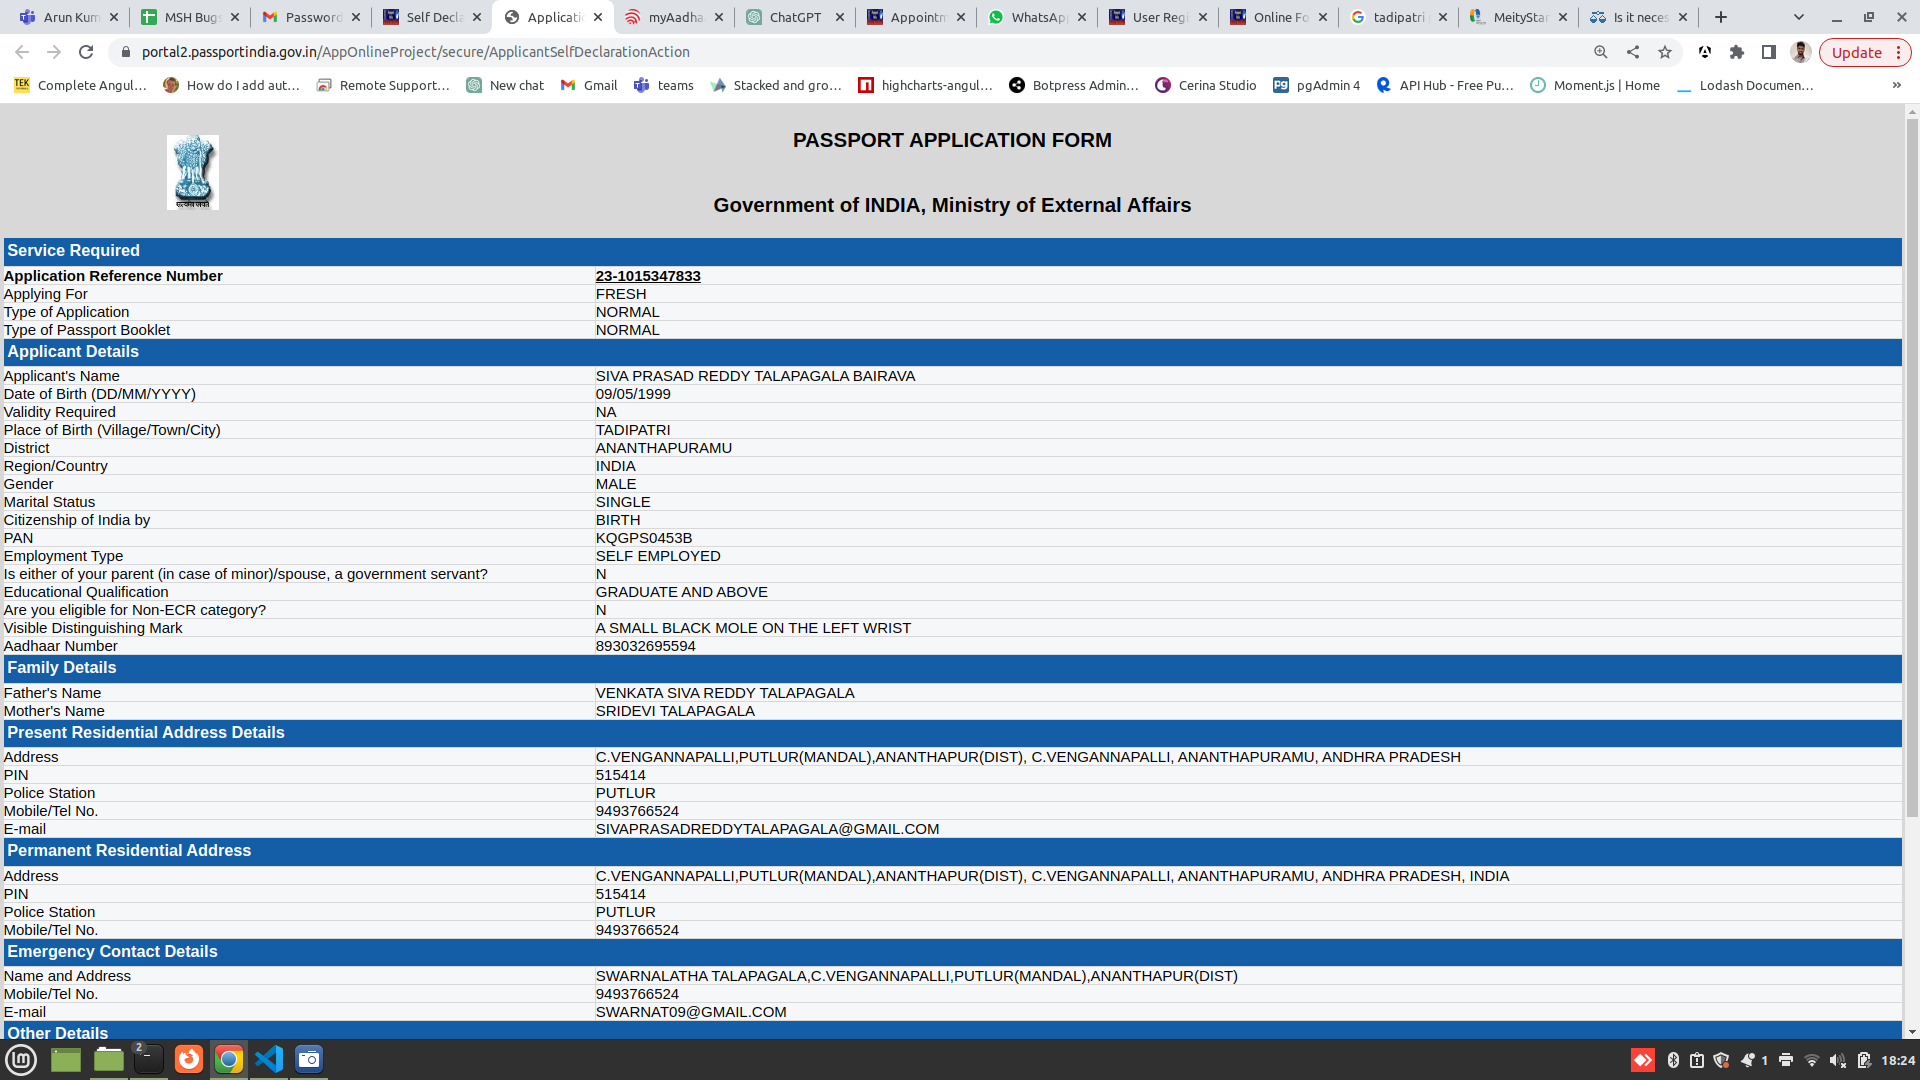 Arun Kum
MSH Bugs
Password
Self Decla
Applicatio
myAadha
ChatGPT
Appointm
WhatsApp
User Regi
Online Fo
tadipatri
MeityStar
Is it neces
portal2.passportindia.gov.in/AppOnlineProject/secure/ApplicantSelfDeclarationAction
Update
Complete Angul…
How do I add aut…
Remote Support…
New chat
Gmail
teams
Stacked and gro…
highcharts-angul…
Botpress Admin…
Cerina Studio
pgAdmin 4
API Hub - Free Pu…
Moment.js | Home
Lodash Documen…
»
PASSPORT APPLICATION FORM
Government of INDIA, Ministry of External Affairs
सत्यमेव जयते
Service Required
Application Reference Number 23-1015347833
Applying For FRESH
Type of Application NORMAL
Type of Passport Booklet NORMAL
Applicant Details
Applicant's Name SIVA PRASAD REDDY TALAPAGALA BAIRAVA
Date of Birth (DD/MM/YYYY) 09/05/1999
Validity Required NA
Place of Birth (Village/Town/City) TADIPATRI
District ANANTHAPURAMU
Region/Country INDIA
Gender MALE
Marital Status SINGLE
Citizenship of India by BIRTH
PAN KQGPS0453B
Employment Type SELF EMPLOYED
Is either of your parent (in case of minor)/spouse, a government servant? N
Educational Qualification GRADUATE AND ABOVE
Are you eligible for Non-ECR category? N
Visible Distinguishing Mark A SMALL BLACK MOLE ON THE LEFT WRIST
Aadhaar Number 893032695594
Family Details
Father's Name VENKATA SIVA REDDY TALAPAGALA
Mother's Name SRIDEVI TALAPAGALA
Present Residential Address Details
Address C.VENGANNAPALLI,PUTLUR(MANDAL),ANANTHAPUR(DIST), C.VENGANNAPALLI, ANANTHAPURAMU, ANDHRA PRADESH
PIN 515414
Police Station PUTLUR
Mobile/Tel No. 9493766524
E-mail SIVAPRASADREDDYTALAPAGALA@GMAIL.COM
Permanent Residential Address
Address C.VENGANNAPALLI,PUTLUR(MANDAL),ANANTHAPUR(DIST), C.VENGANNAPALLI, ANANTHAPURAMU, ANDHRA PRADESH, INDIA
PIN 515414
Police Station PUTLUR
Mobile/Tel No. 9493766524
Emergency Contact Details
Name and Address SWARNALATHA TALAPAGALA,C.VENGANNAPALLI,PUTLUR(MANDAL),ANANTHAPUR(DIST)
Mobile/Tel No. 9493766524
E-mail SWARNAT09@GMAIL.COM
Other Details
2
1
18:24